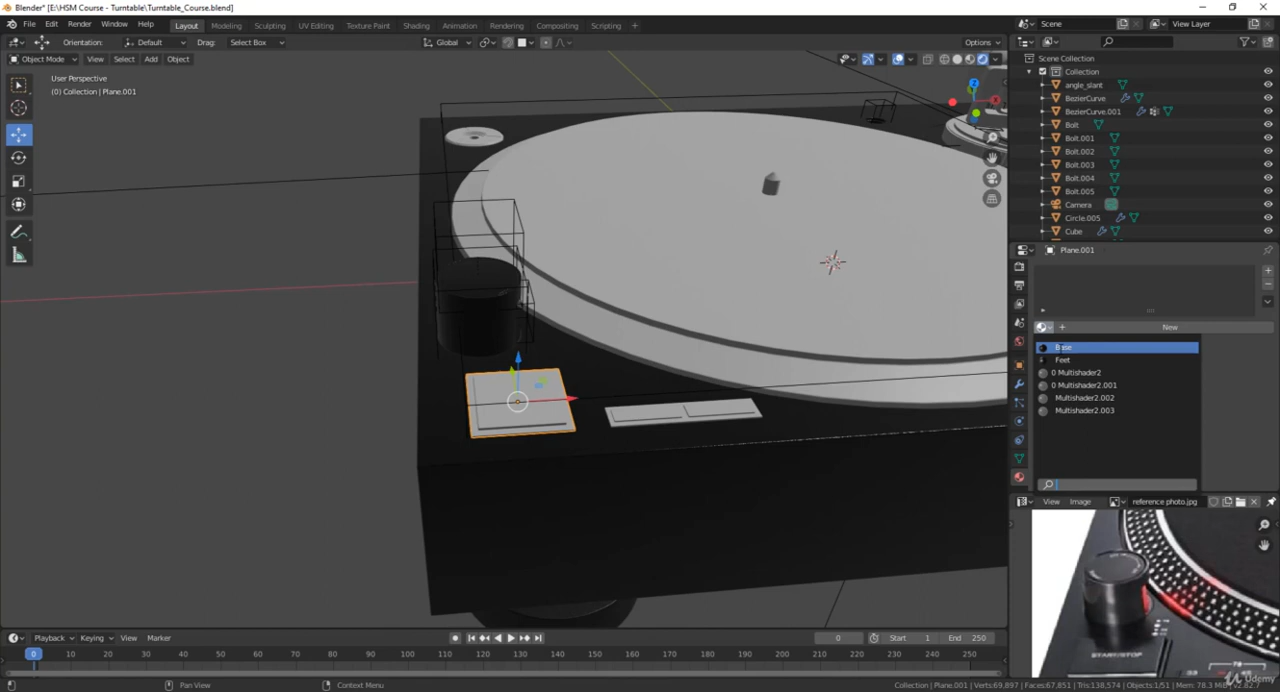 Blender* [E:\HSM Course - Turntable\Turntable_Course.blend]
File Edit Render Window Help
Layout Modeling Sculpting UV Editing Texture Paint Shading Animation Rendering Compositing Scripting +
Scene
View Layer
Orientation: Default Drag: Select Box
Global
Options
Object Mode View Select Add Object
User Perspective
(0) Collection | Plane.001
Scene Collection
Collection
angle_slant
BezierCurve
BezierCurve.001
Bolt
Bolt.001
Bolt.002
Bolt.003
Bolt.004
Bolt.005
Camera
Circle.005
Cube
Plane.001
New
Base
Feet
0 Multishader2
0 Multishader2.001
Multishader2.002
Multishader2.003
View Image reference photo.jpg
START/STOP
Playback Keying View Marker
0 Start 1 End 250
0 10 20 30 40 50 60 70 80 90 100 110 120 130 140 150 160 170 180 190 200 210 220 230 240 250
Pan View
Context Menu
Collection | Plane.001 | Verts:69,897 | Faces:67,851 | Tris:138,574 | Objects:1/51 | Mem: 78.3 MiB
Udemy